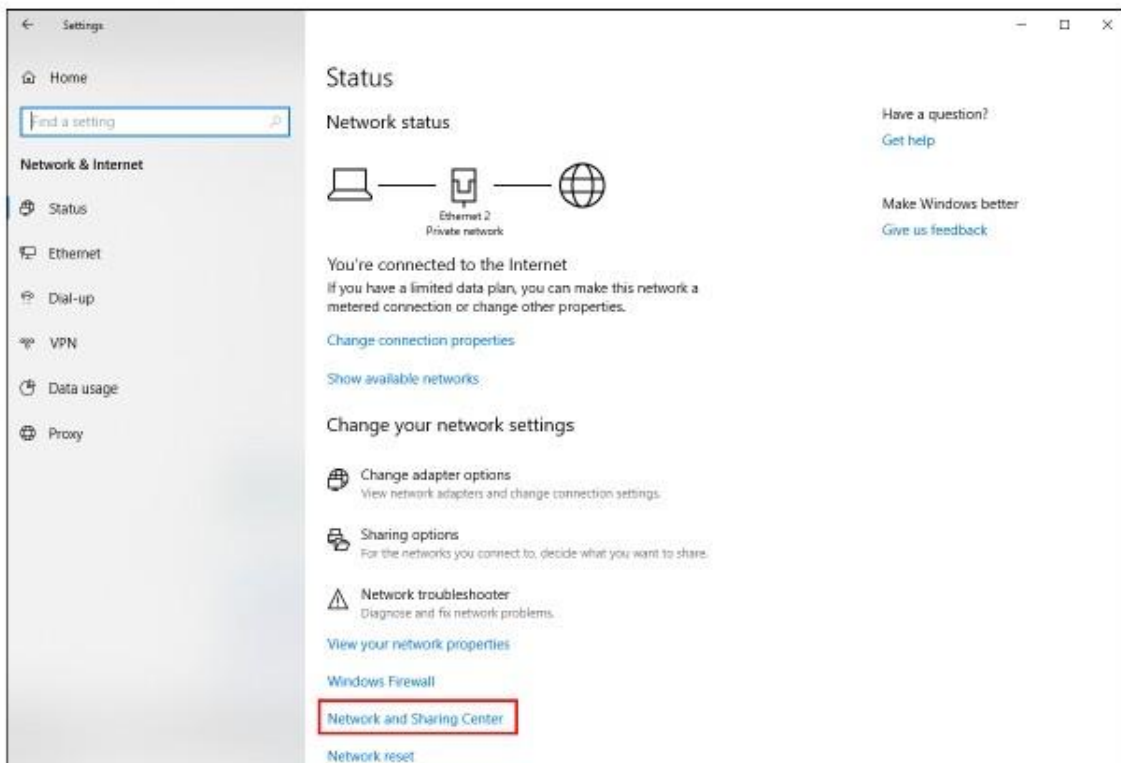 Settings
Home
Find a setting
Network & Internet
Status
Ethernet
Dial-up
VPN
Data usage
Proxy
Status
Network status
Ethernet 2
Private network
You're connected to the Internet
If you have a limited data plan, you can make this network a
metered connection or change other properties.
Change connection properties
Show available networks
Change your network settings
Change adapter options
View network adapters and change connection settings.
Sharing options
For the networks you connect to, decide what you want to share.
Network troubleshooter
Diagnose and fix network problems.
View your network properties
Windows Firewall
Network and Sharing Center
Network reset
Have a question?
Get help
Make Windows better
Give us feedback